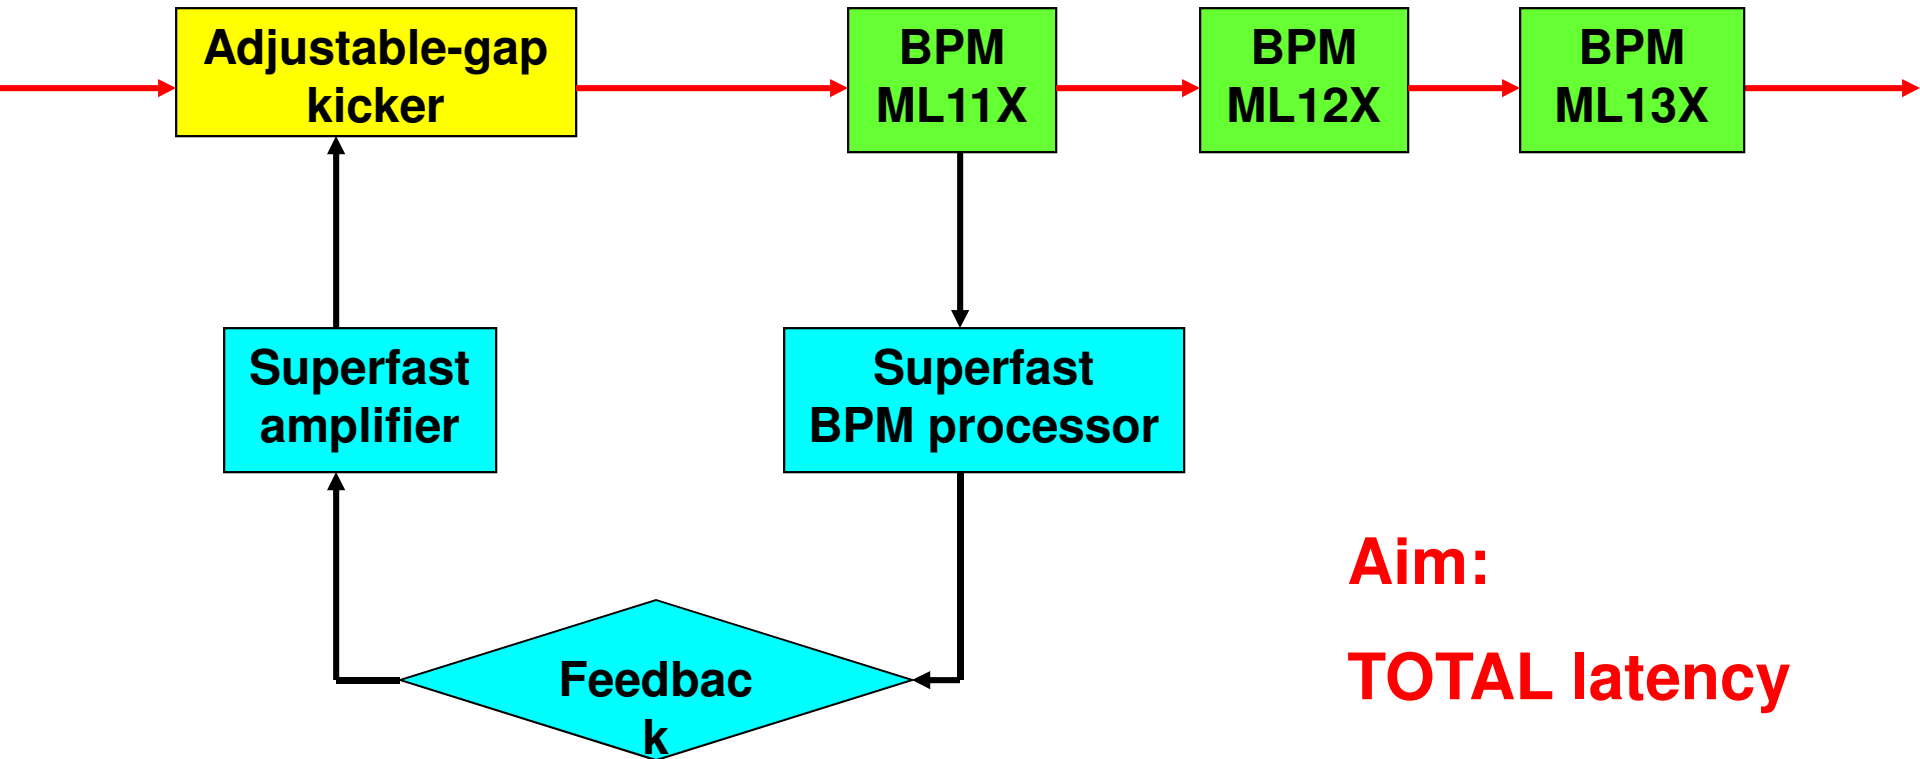 Adjustable-gap
kicker
BPM
ML11X
BPM
ML12X
BPM
ML13X
Superfast
amplifier
Superfast
BPM processor
Feedbac
k
Aim:
TOTAL latency